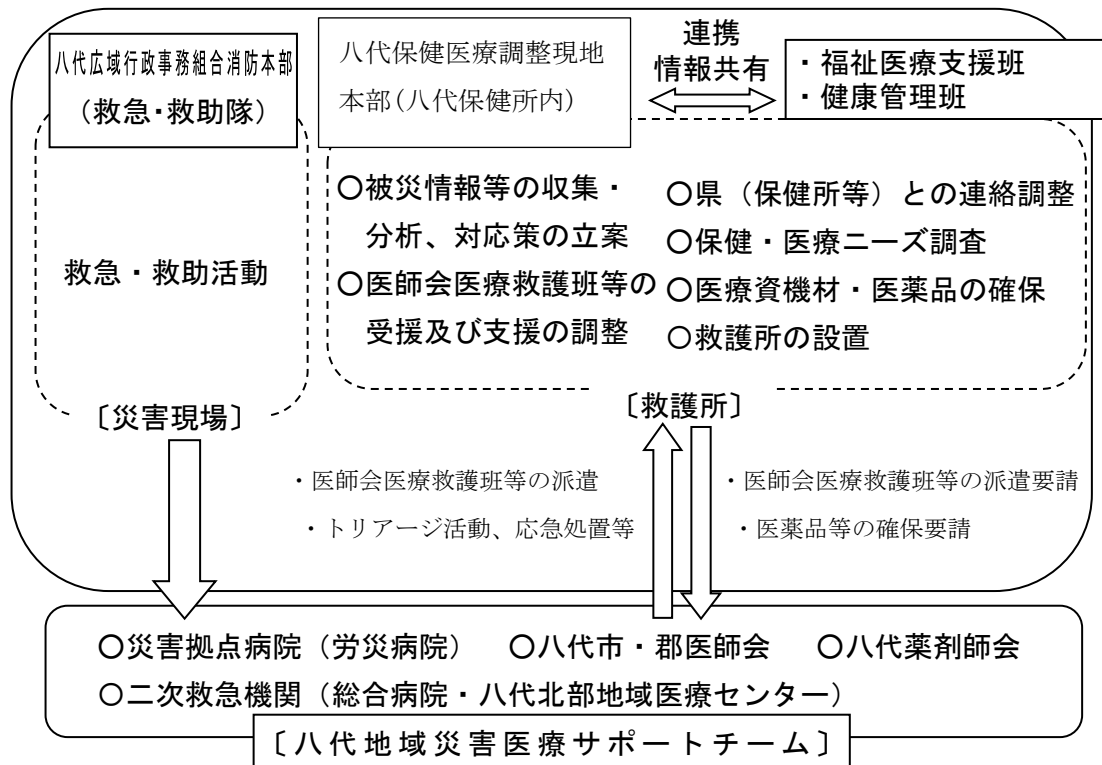 八代広域行政事務組合消防本部
(救急・救助隊)
八代保健医療調整現地
本部(八代保健所内)
連携
情報共有
・福祉医療支援班
・健康管理班
救急・救助活動
〇被災情報等の収集・
分析、対応策の立案
〇医師会医療救護班等の
受援及び支援の調整
〇県（保健所等）との連絡調整
〇保健・医療ニーズ調査
〇医療資機材・医薬品の確保
〇救護所の設置
〔災害現場〕
〔救護所〕
・医師会医療救護班等の派遣
・トリアージ活動、応急処置等
・医師会医療救護班等の派遣要請
・医薬品等の確保要請
〇災害拠点病院（労災病院） 〇八代市・郡医師会 〇八代薬剤師会
〇二次救急機関（総合病院・八代北部地域医療センター）
〔八代地域災害医療サポートチーム〕